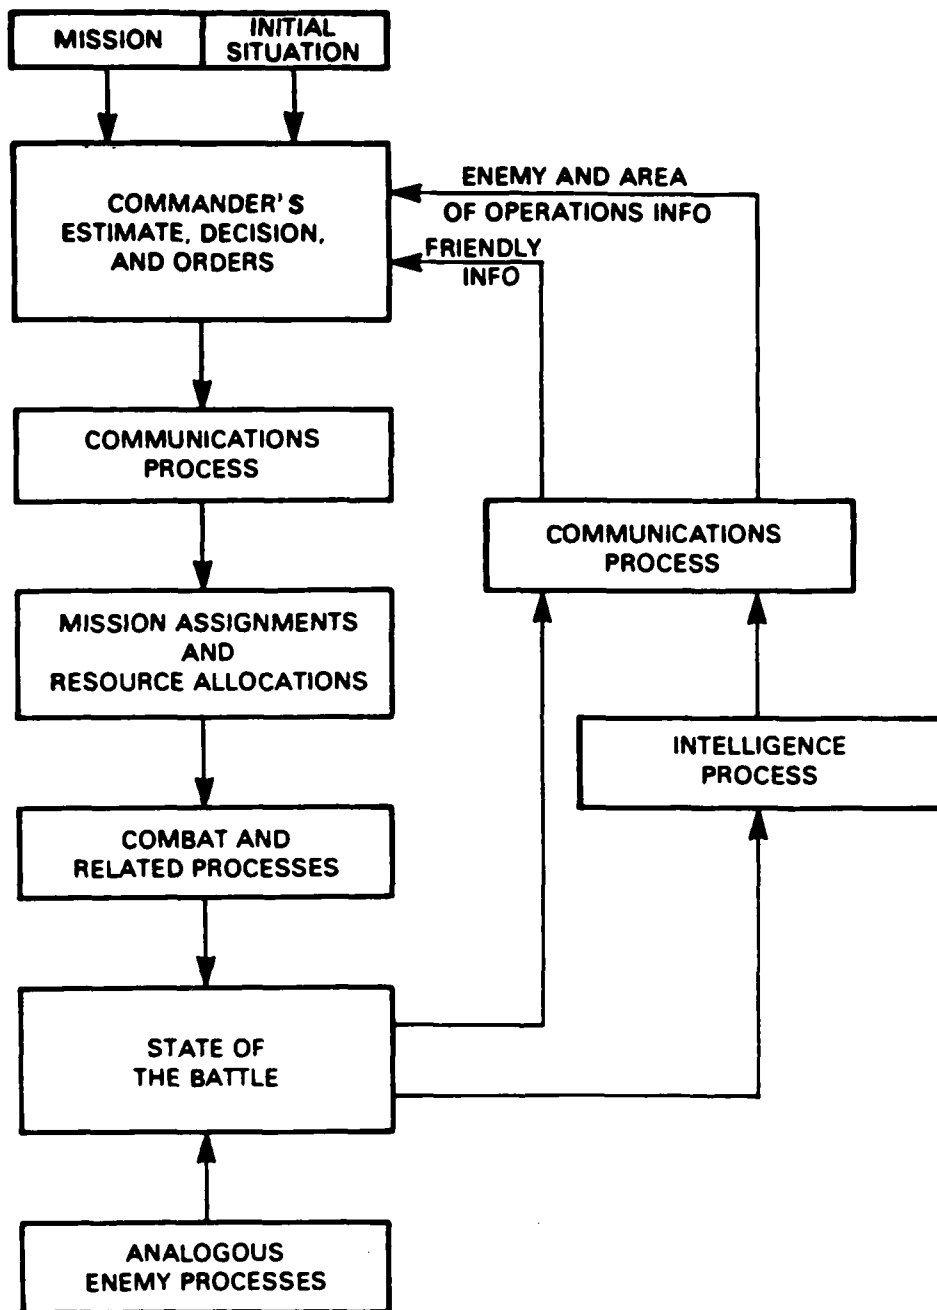 MISSION
INITIAL
SITUATION
COMMANDER'S
ESTIMATE, DECISION,
AND ORDERS
ENEMY AND AREA
OF OPERATIONS INFO
FRIENDLY
INFO
COMMUNICATIONS
PROCESS
COMMUNICATIONS
PROCESS
MISSION ASSIGNMENTS
AND
RESOURCE ALLOCATIONS
INTELLIGENCE
PROCESS
COMBAT AND
RELATED PROCESSES
STATE OF
THE BATTLE
ANALOGOUS
ENEMY PROCESSES